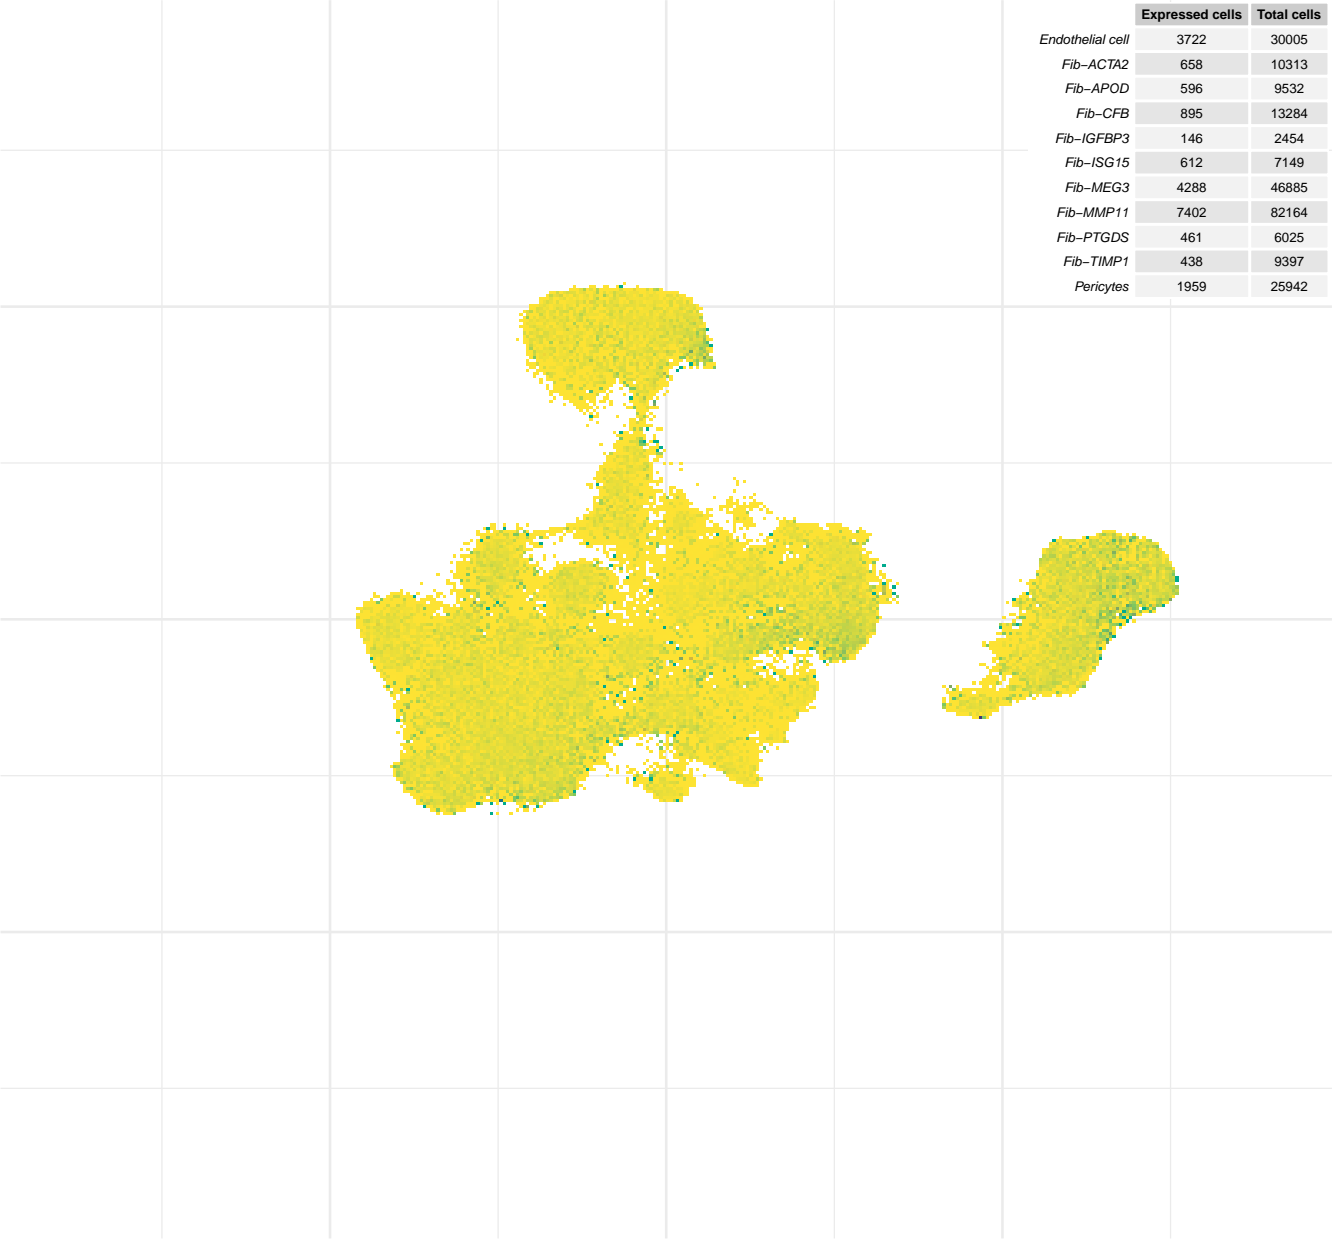 Expressed cells Total cells
Endothelial cell 3722 30005
Fib−ACTA2 658 10313
Fib−APOD 596 9532
Fib−CFB 895 13284
Fib−IGFBP3 146 2454
Fib−ISG15 612 7149
Fib−MEG3 4288 46885
Fib−MMP11 7402 82164
Fib−PTGDS 461 6025
Fib−TIMP1 438 9397
Pericytes 1959 25942